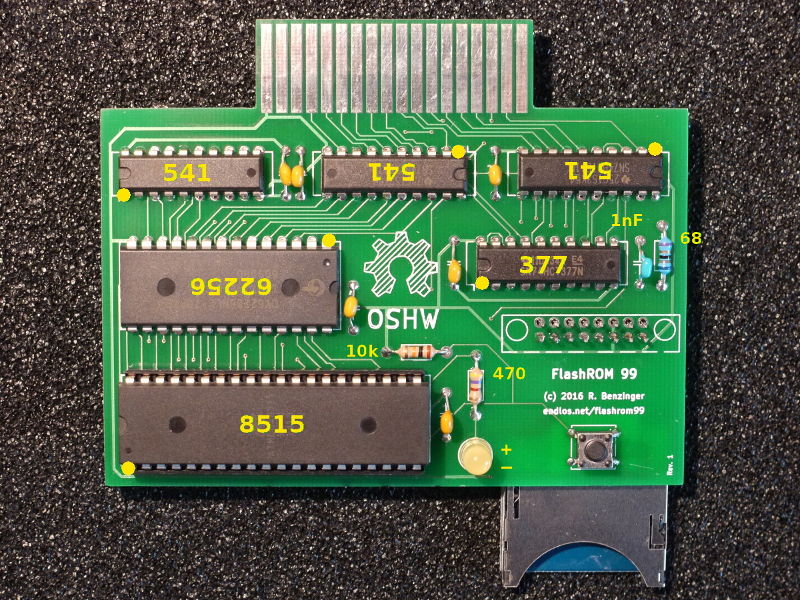 541
541
541
1nF
68
377
62256
OSHW
10k
470
FlashROM 99
(c) 2016 R. Benzinger
endlos.net/flashrom99
8515
+
−
Rev. 1